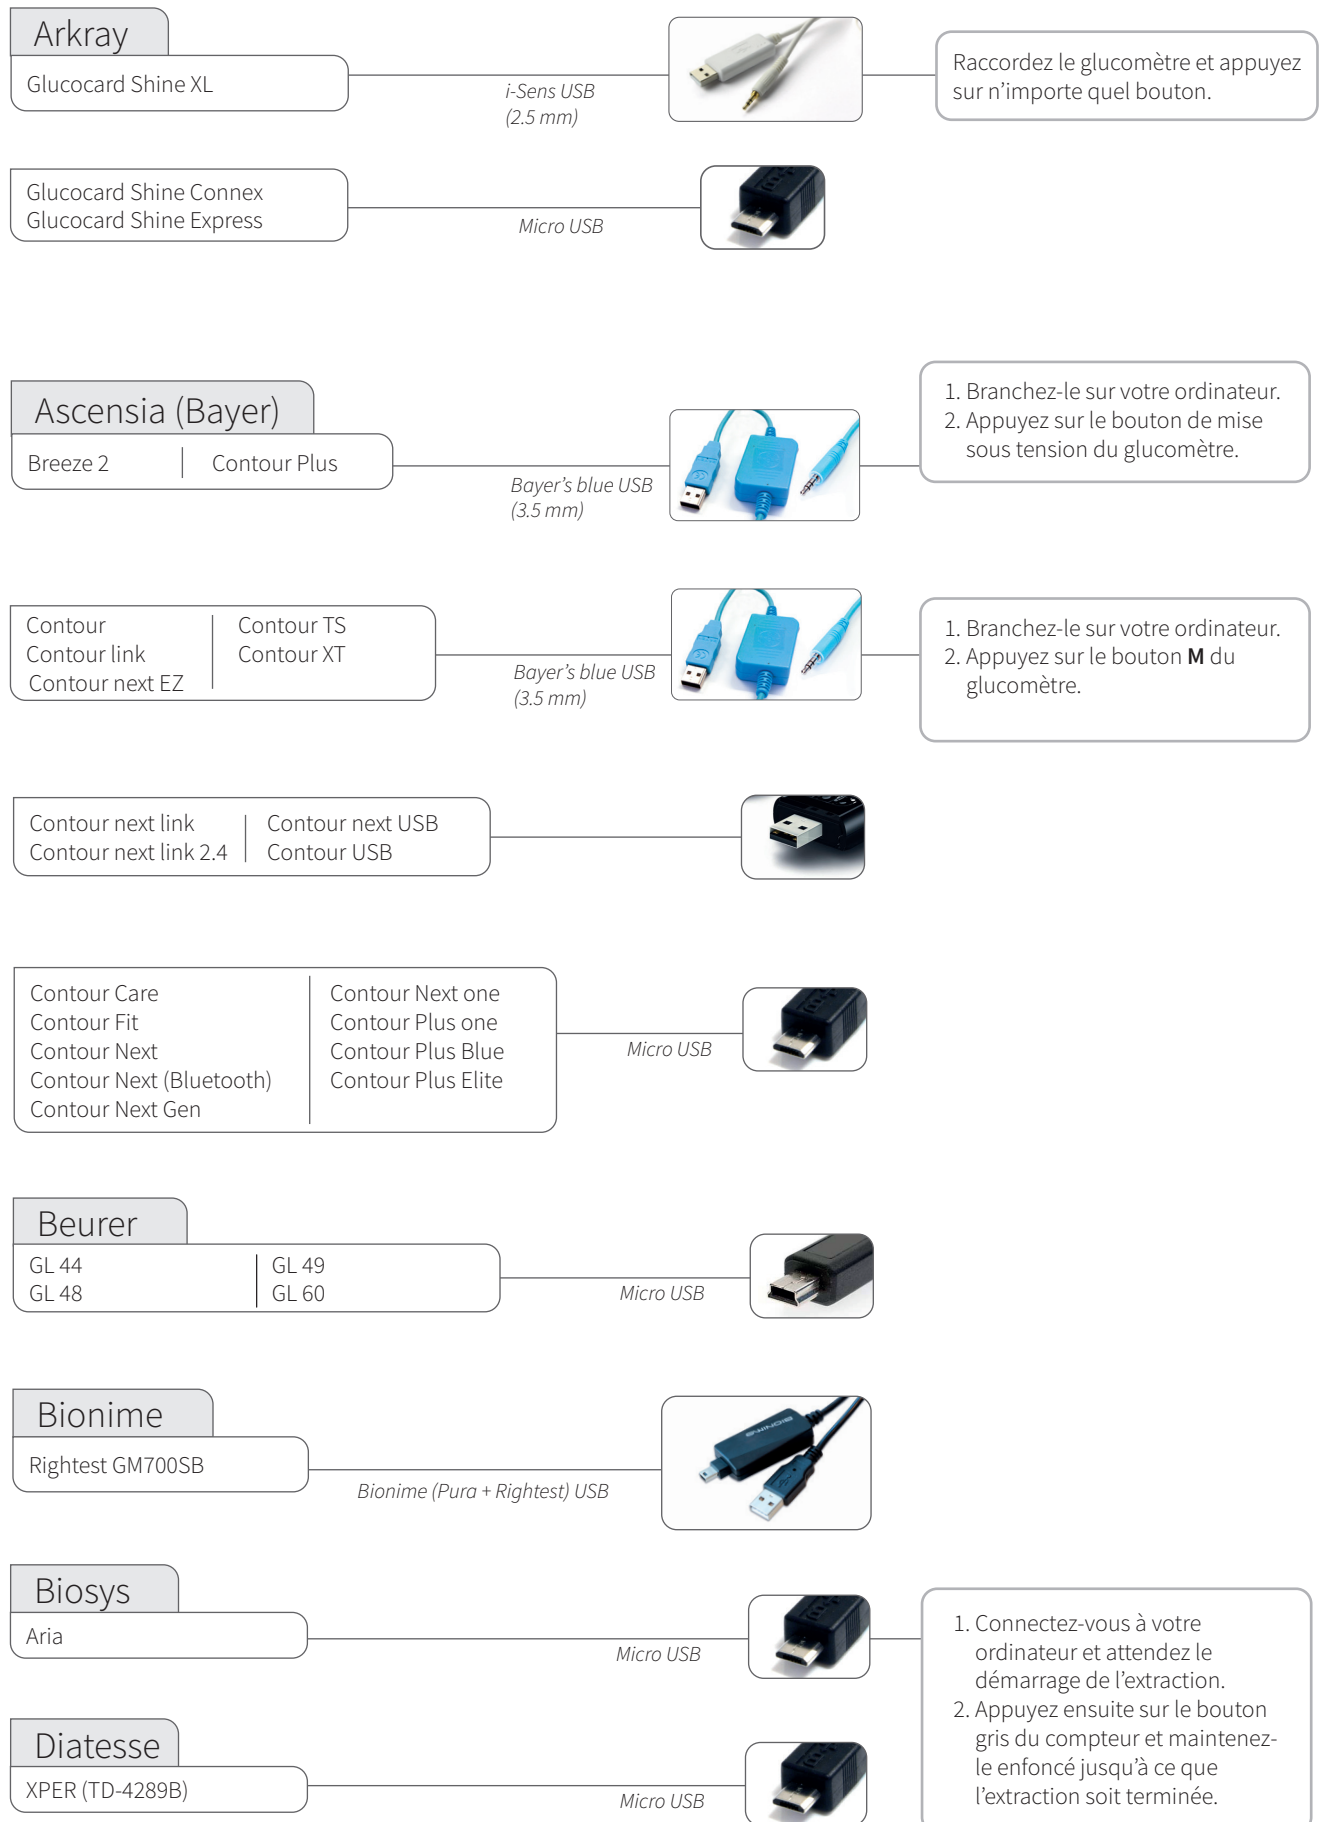 Arkray
Glucocard Shine XL
i-Sens USB
(2.5 mm)
Raccordez le glucomètre et appuyez
sur n’importe quel bouton.
Glucocard Shine Connex
Glucocard Shine Express
Micro USB
Ascensia (Bayer)
Breeze 2
Contour Plus
Bayer’s blue USB
(3.5 mm)
1. Branchez-le sur votre ordinateur.
2. Appuyez sur le bouton de mise
sous tension du glucomètre.
Contour
Contour link
Contour next EZ
Contour TS
Contour XT
Bayer’s blue USB
(3.5 mm)
1. Branchez-le sur votre ordinateur.
2. Appuyez sur le bouton M du
glucomètre.
Contour next link
Contour next link 2.4
Contour next USB
Contour USB
Contour Care
Contour Fit
Contour Next
Contour Next (Bluetooth)
Contour Next Gen
Contour Next one
Contour Plus one
Contour Plus Blue
Contour Plus Elite
Micro USB
Beurer
GL 44
GL 48
GL 49
GL 60
Micro USB
Bionime
Rightest GM700SB
Bionime (Pura + Rightest) USB
BIONIME
Biosys
Aria
Micro USB
1. Connectez-vous à votre
ordinateur et attendez le
démarrage de l’extraction.
2. Appuyez ensuite sur le bouton
gris du compteur et maintenez-
le enfoncé jusqu’à ce que
l’extraction soit terminée.
Diatesse
XPER (TD-4289B)
Micro USB